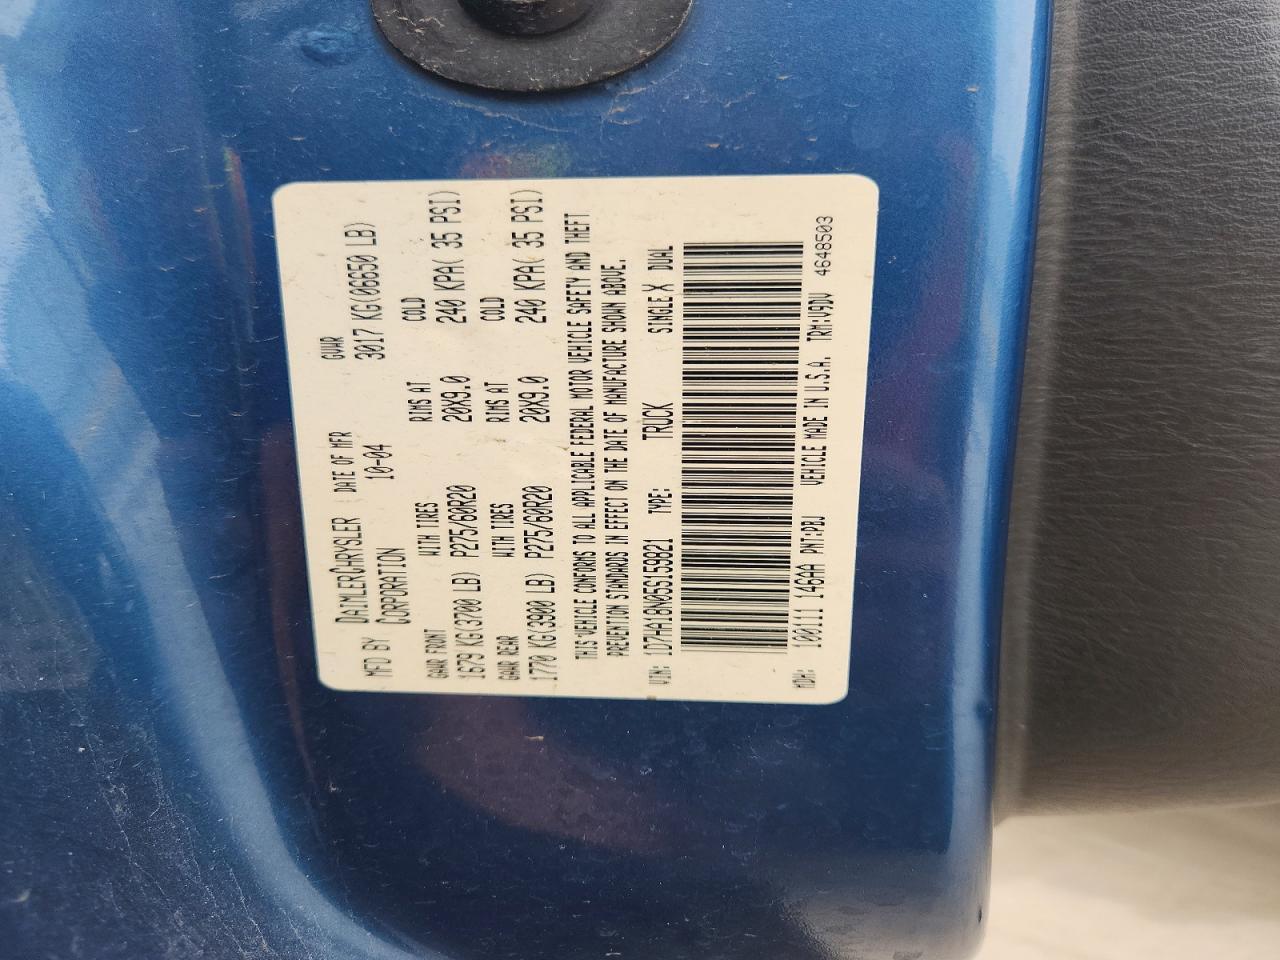 MFD BY DAIMLERCHRYSLER CORPORATION
DATE OF MFR 10-04
GVWR 3017 KG(06650 LB)
GAWR FRONT WITH TIRES RIMS AT COLD
1679 KG(3700 LB) P275/60R20 20X9.0 240 KPA( 35 PSI)
GAWR REAR WITH TIRES RIMS AT COLD
1770 KG(3900 LB) P275/60R20 20X9.0 240 KPA( 35 PSI)
THIS VEHICLE CONFORMS TO ALL APPLICABLE FEDERAL MOTOR VEHICLE SAFETY AND THEFT
PREVENTION STANDARDS IN EFFECT ON THE DATE OF MANUFACTURE SHOWN ABOVE.
VIN: 1D7HA18N05S159821 TYPE: TRUCK SINGLE X DUAL
MDH: 100111 146AA PNT:PBJ VEHICLE MADE IN U.S.A. TRM:V9DV 4648503